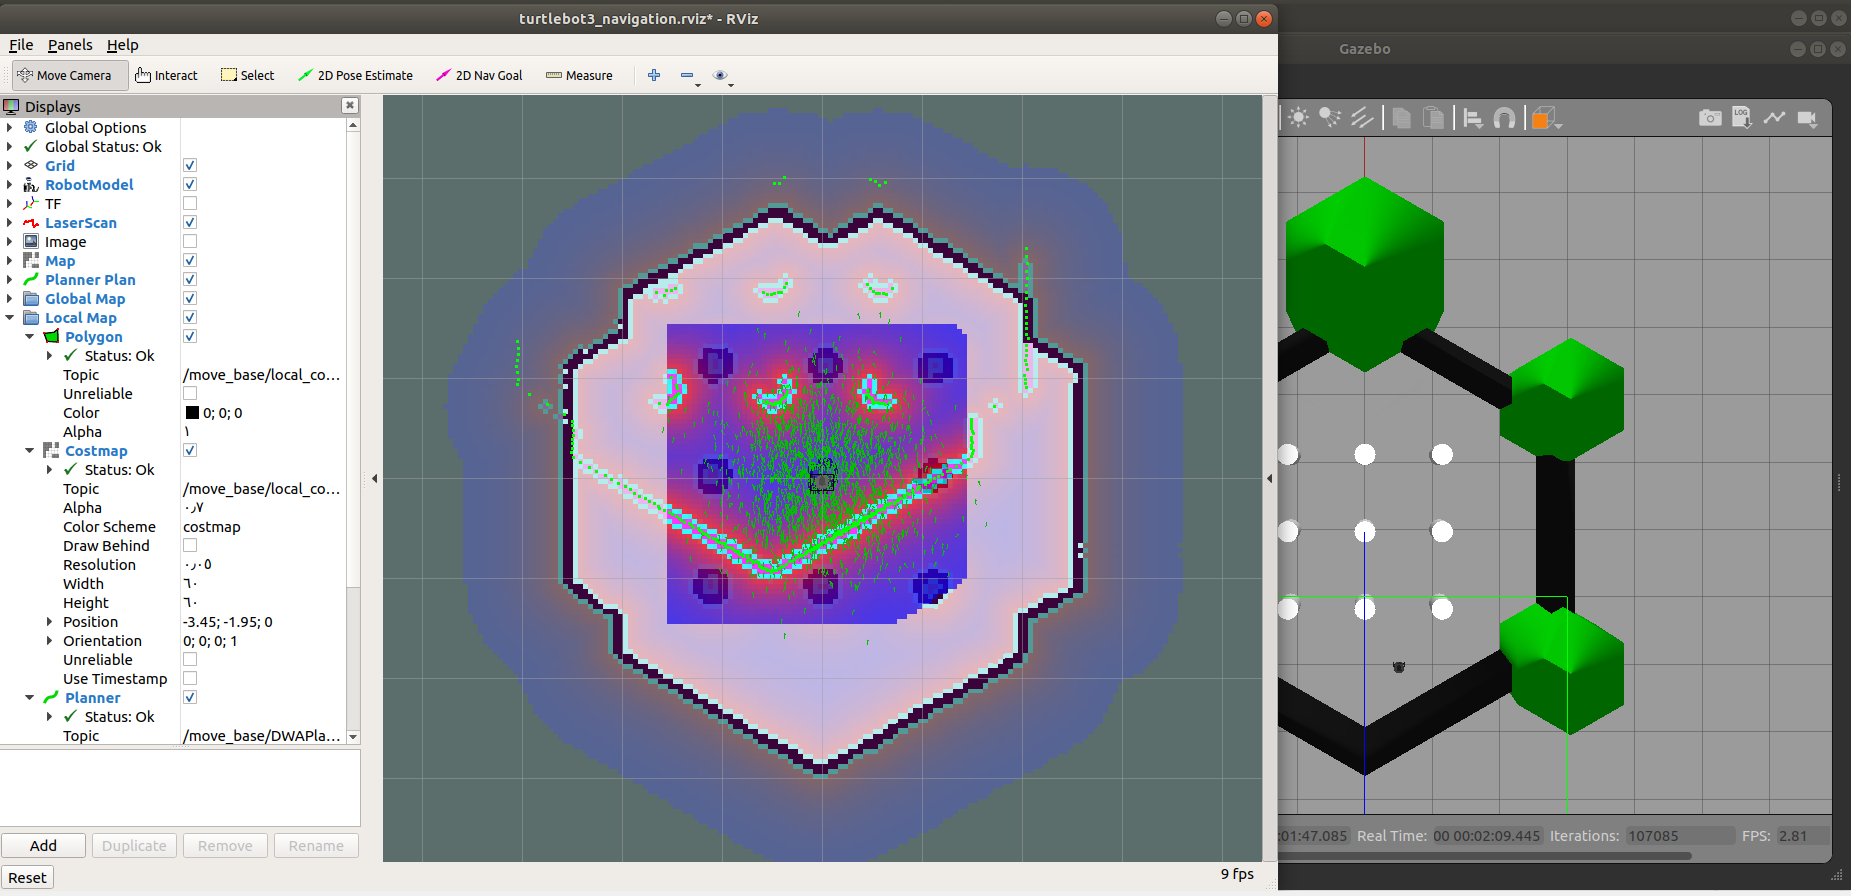 turtlebot3_navigation.rviz* - RViz
Gazebo
File Panels Help
Move Camera Interact Select 2D Pose Estimate 2D Nav Goal Measure
LOG
Displays
Global Options
Global Status: Ok
Grid
RobotModel
TF
LaserScan
Image
Map
Planner Plan
Global Map
Local Map
Polygon
Status: Ok
Topic /move_base/local_co...
Unreliable
Color 0; 0; 0
Alpha ١
Costmap
Status: Ok
Topic /move_base/local_co...
Alpha ٠٫٧
Color Scheme costmap
Draw Behind
Resolution ٠٫٠٥
Width ٦٠
Height ٦٠
Position -3.45; -1.95; 0
Orientation 0; 0; 0; 1
Unreliable
Use Timestamp
Planner
Status: Ok
Topic /move_base/DWAPla...
Add Duplicate Remove Rename
Reset
9 fps
:01:47.085 Real Time: 00 00:02:09.445 Iterations: 107085 FPS: 2.81